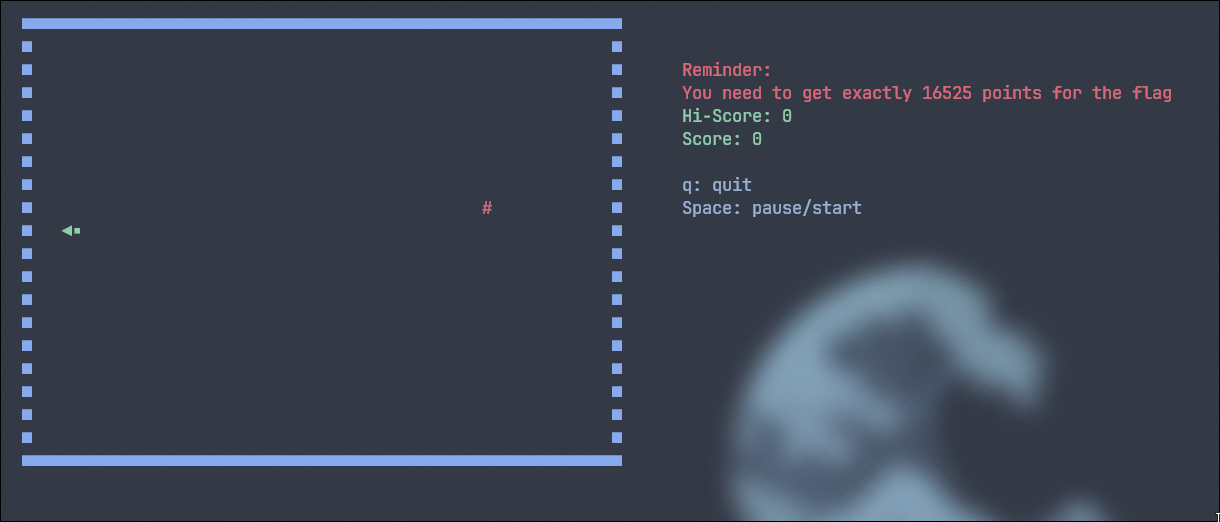 #
Reminder:
You need to get exactly 16525 points for the flag
Hi-Score: 0
Score: 0
q: quit
Space: pause/start